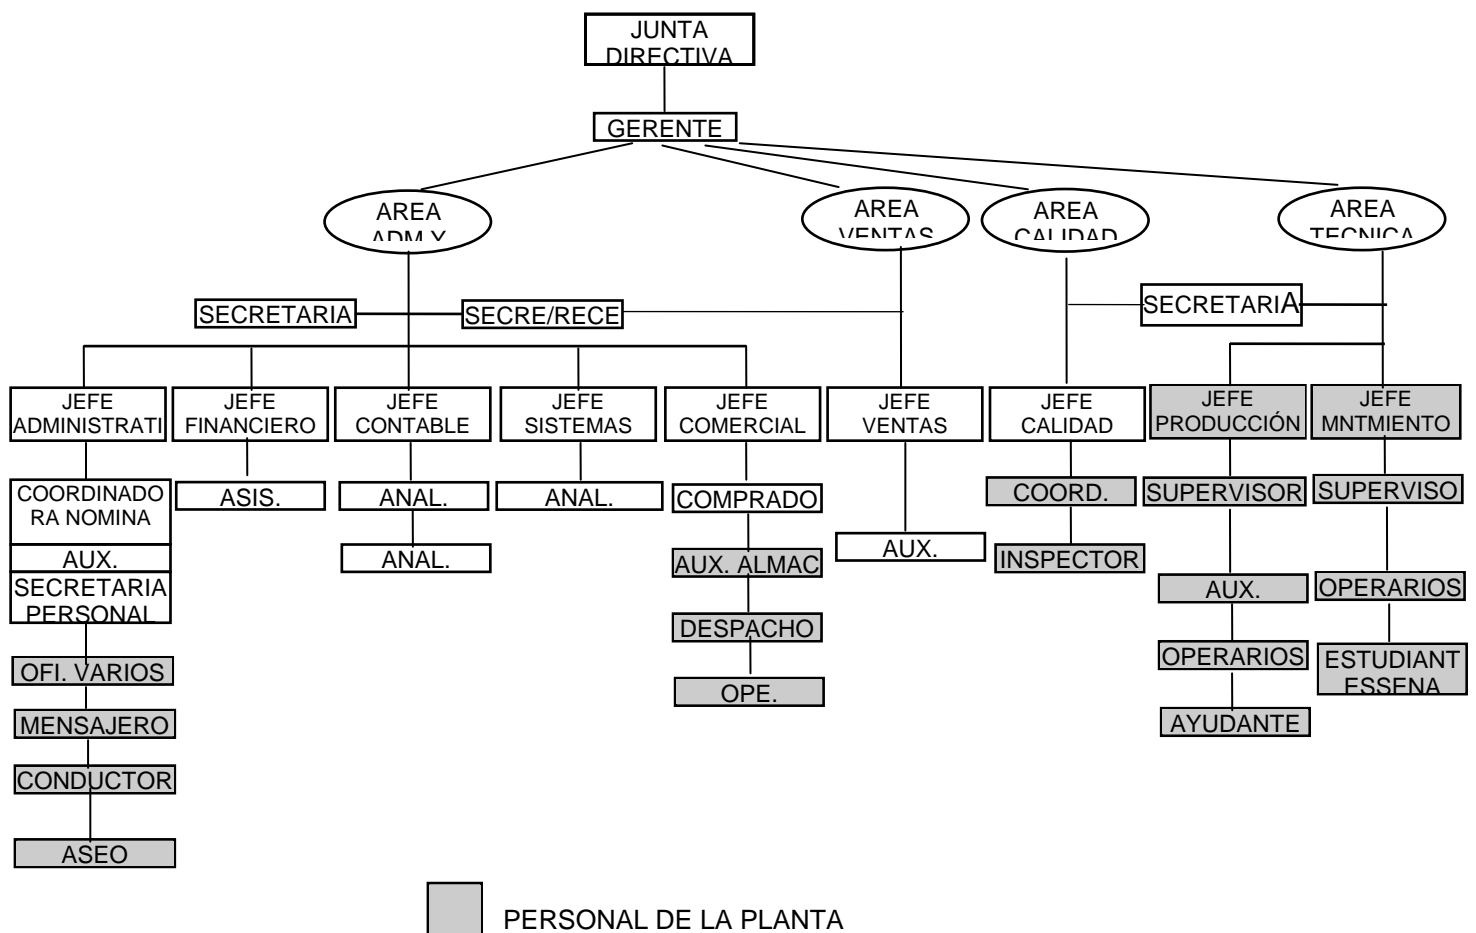 JUNTA
DIRECTIVA
GERENTE
AREA
ADM Y
AREA
VENTAS
AREA
CALIDAD
AREA
TECNICA
SECRETARIA
SECRE/RECE
SECRETARIA
JEFE
ADMINISTRATI
JEFE
FINANCIERO
JEFE
CONTABLE
JEFE
SISTEMAS
JEFE
COMERCIAL
JEFE
VENTAS
JEFE
CALIDAD
JEFE
PRODUCCIÓN
JEFE
MNTMIENTO
COORDINADO
RA NOMINA
ASIS.
ANAL.
ANAL.
COMPRADO
COORD.
SUPERVISOR
SUPERVISO
AUX.
ANAL.
AUX. ALMAC
AUX.
INSPECTOR
SECRETARIA
PERSONAL
AUX.
OPERARIOS
DESPACHO
OFI. VARIOS
OPE.
OPERARIOS
ESTUDIANT
ESSENA
MENSAJERO
AYUDANTE
CONDUCTOR
ASEO
PERSONAL DE LA PLANTA